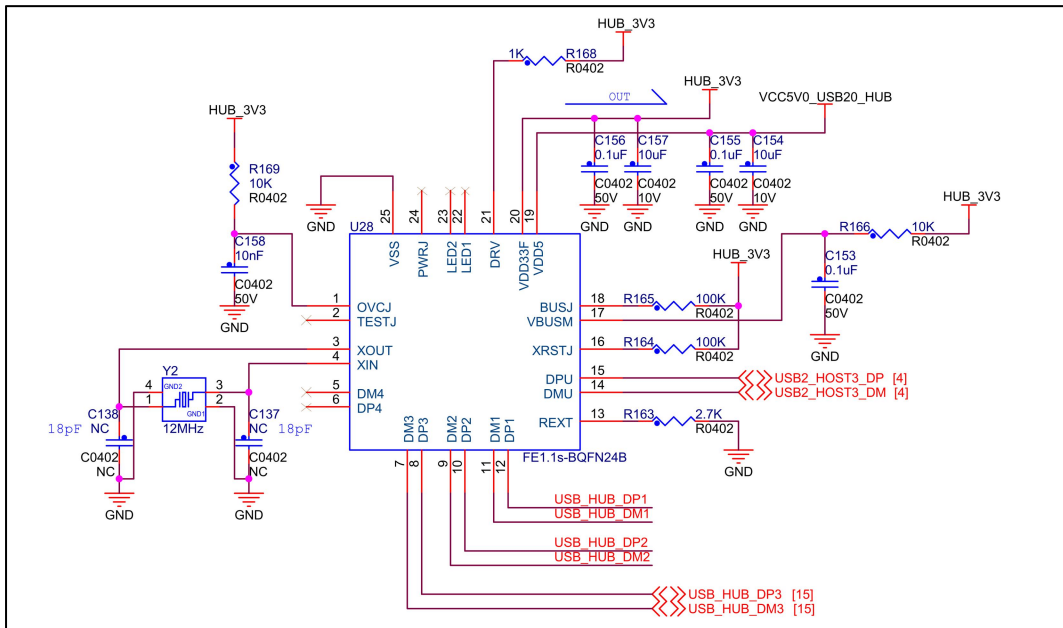 HUB_3V3
1K R168
R0402
HUB_3V3
OUT
VCC5V0_USB20_HUB
HUB_3V3
C156
0.1uF
C0402
50V
GND
C157
10uF
C0402
10V
GND
C155
0.1uF
C0402
50V
GND
C154
10uF
C0402
10V
GND
R169
10K
R0402
C158
10nF
C0402
50V
GND
GND
HUB_3V3
R166 10K
R0402
C153
0.1uF
C0402
50V
GND
U28
25 24 23 22 21 20 19
VSS PWRJ LED2 LED1 DRV VDD33F VDD5
HUB_3V3
1 OVCJ
2 TESTJ
3 XOUT
4 XIN
5 DM4
6 DP4
BUSJ 18 R165 100K
R0402
VBUSM 17
XRSTJ 16 R164 100K
R0402
DPU 15 USB2_HOST3_DP [4]
DMU 14 USB2_HOST3_DM [4]
REXT 13 R163 2.7K
R0402
GND
Y2
4 GND2 3
1 GND1 2
12MHz
C138
18pF NC
C0402
NC
GND
C137
NC 18pF
C0402
NC
GND
DM3 DP3 DM2 DP2 DM1 DP1
7 8 9 10 11 12
FE1.1s-BQFN24B
USB_HUB_DP1
USB_HUB_DM1
USB_HUB_DP2
USB_HUB_DM2
USB_HUB_DP3 [15]
USB_HUB_DM3 [15]